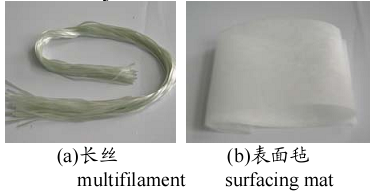 (a)长丝
multifilament
(b)表面毡
surfacing mat